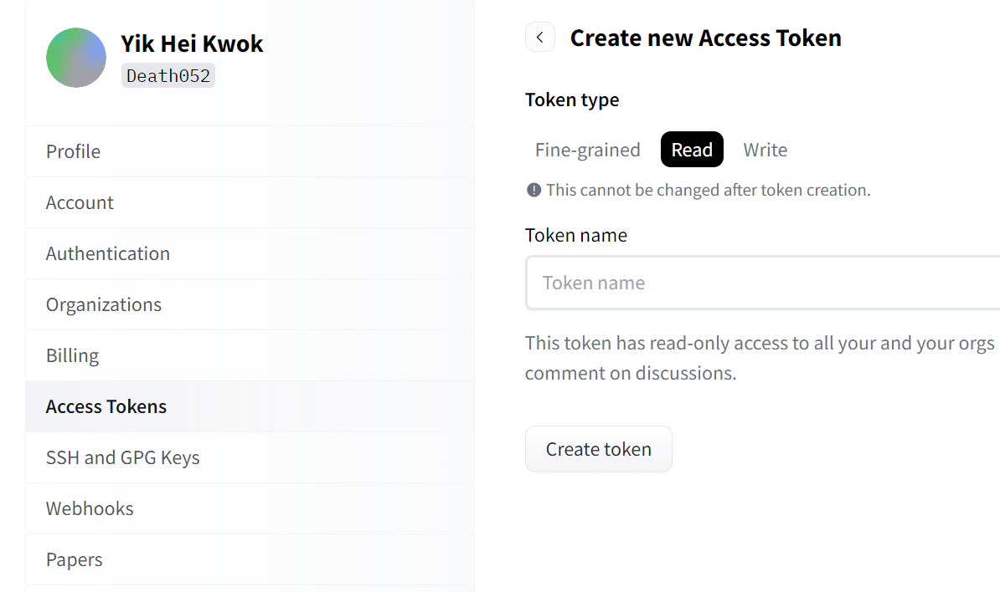 Yik Hei Kwok
Death052
Profile
Account
Authentication
Organizations
Billing
Access Tokens
SSH and GPG Keys
Webhooks
Papers
Create new Access Token
Token type
Fine-grained Read Write
This cannot be changed after token creation.
Token name
Token name
This token has read-only access to all your and your orgs
comment on discussions.
Create token